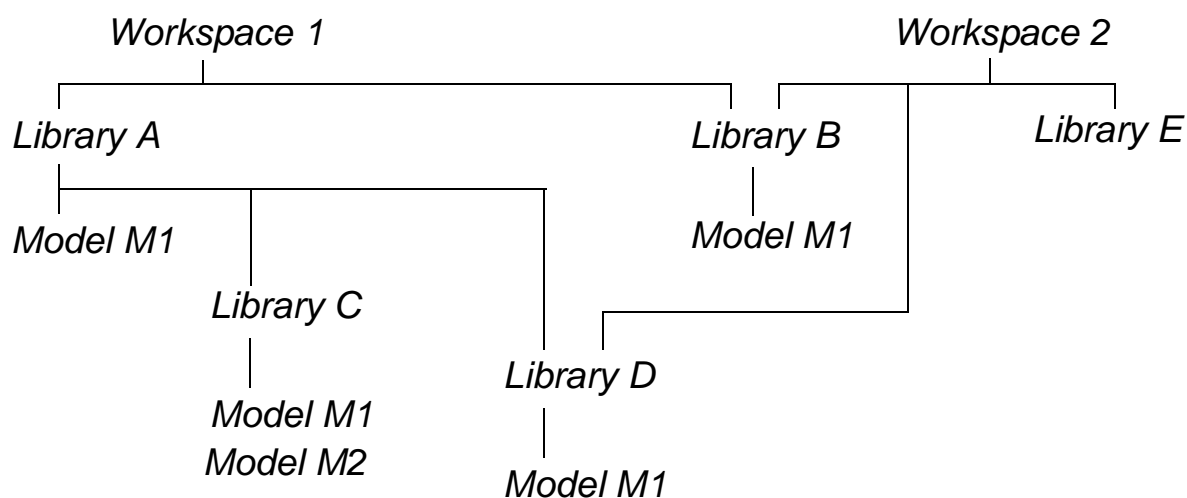 Workspace 1
Workspace 2
Library A
Library B
Library E
Model M1
Model M1
Library C
Library D
Model M1
Model M2
Model M1